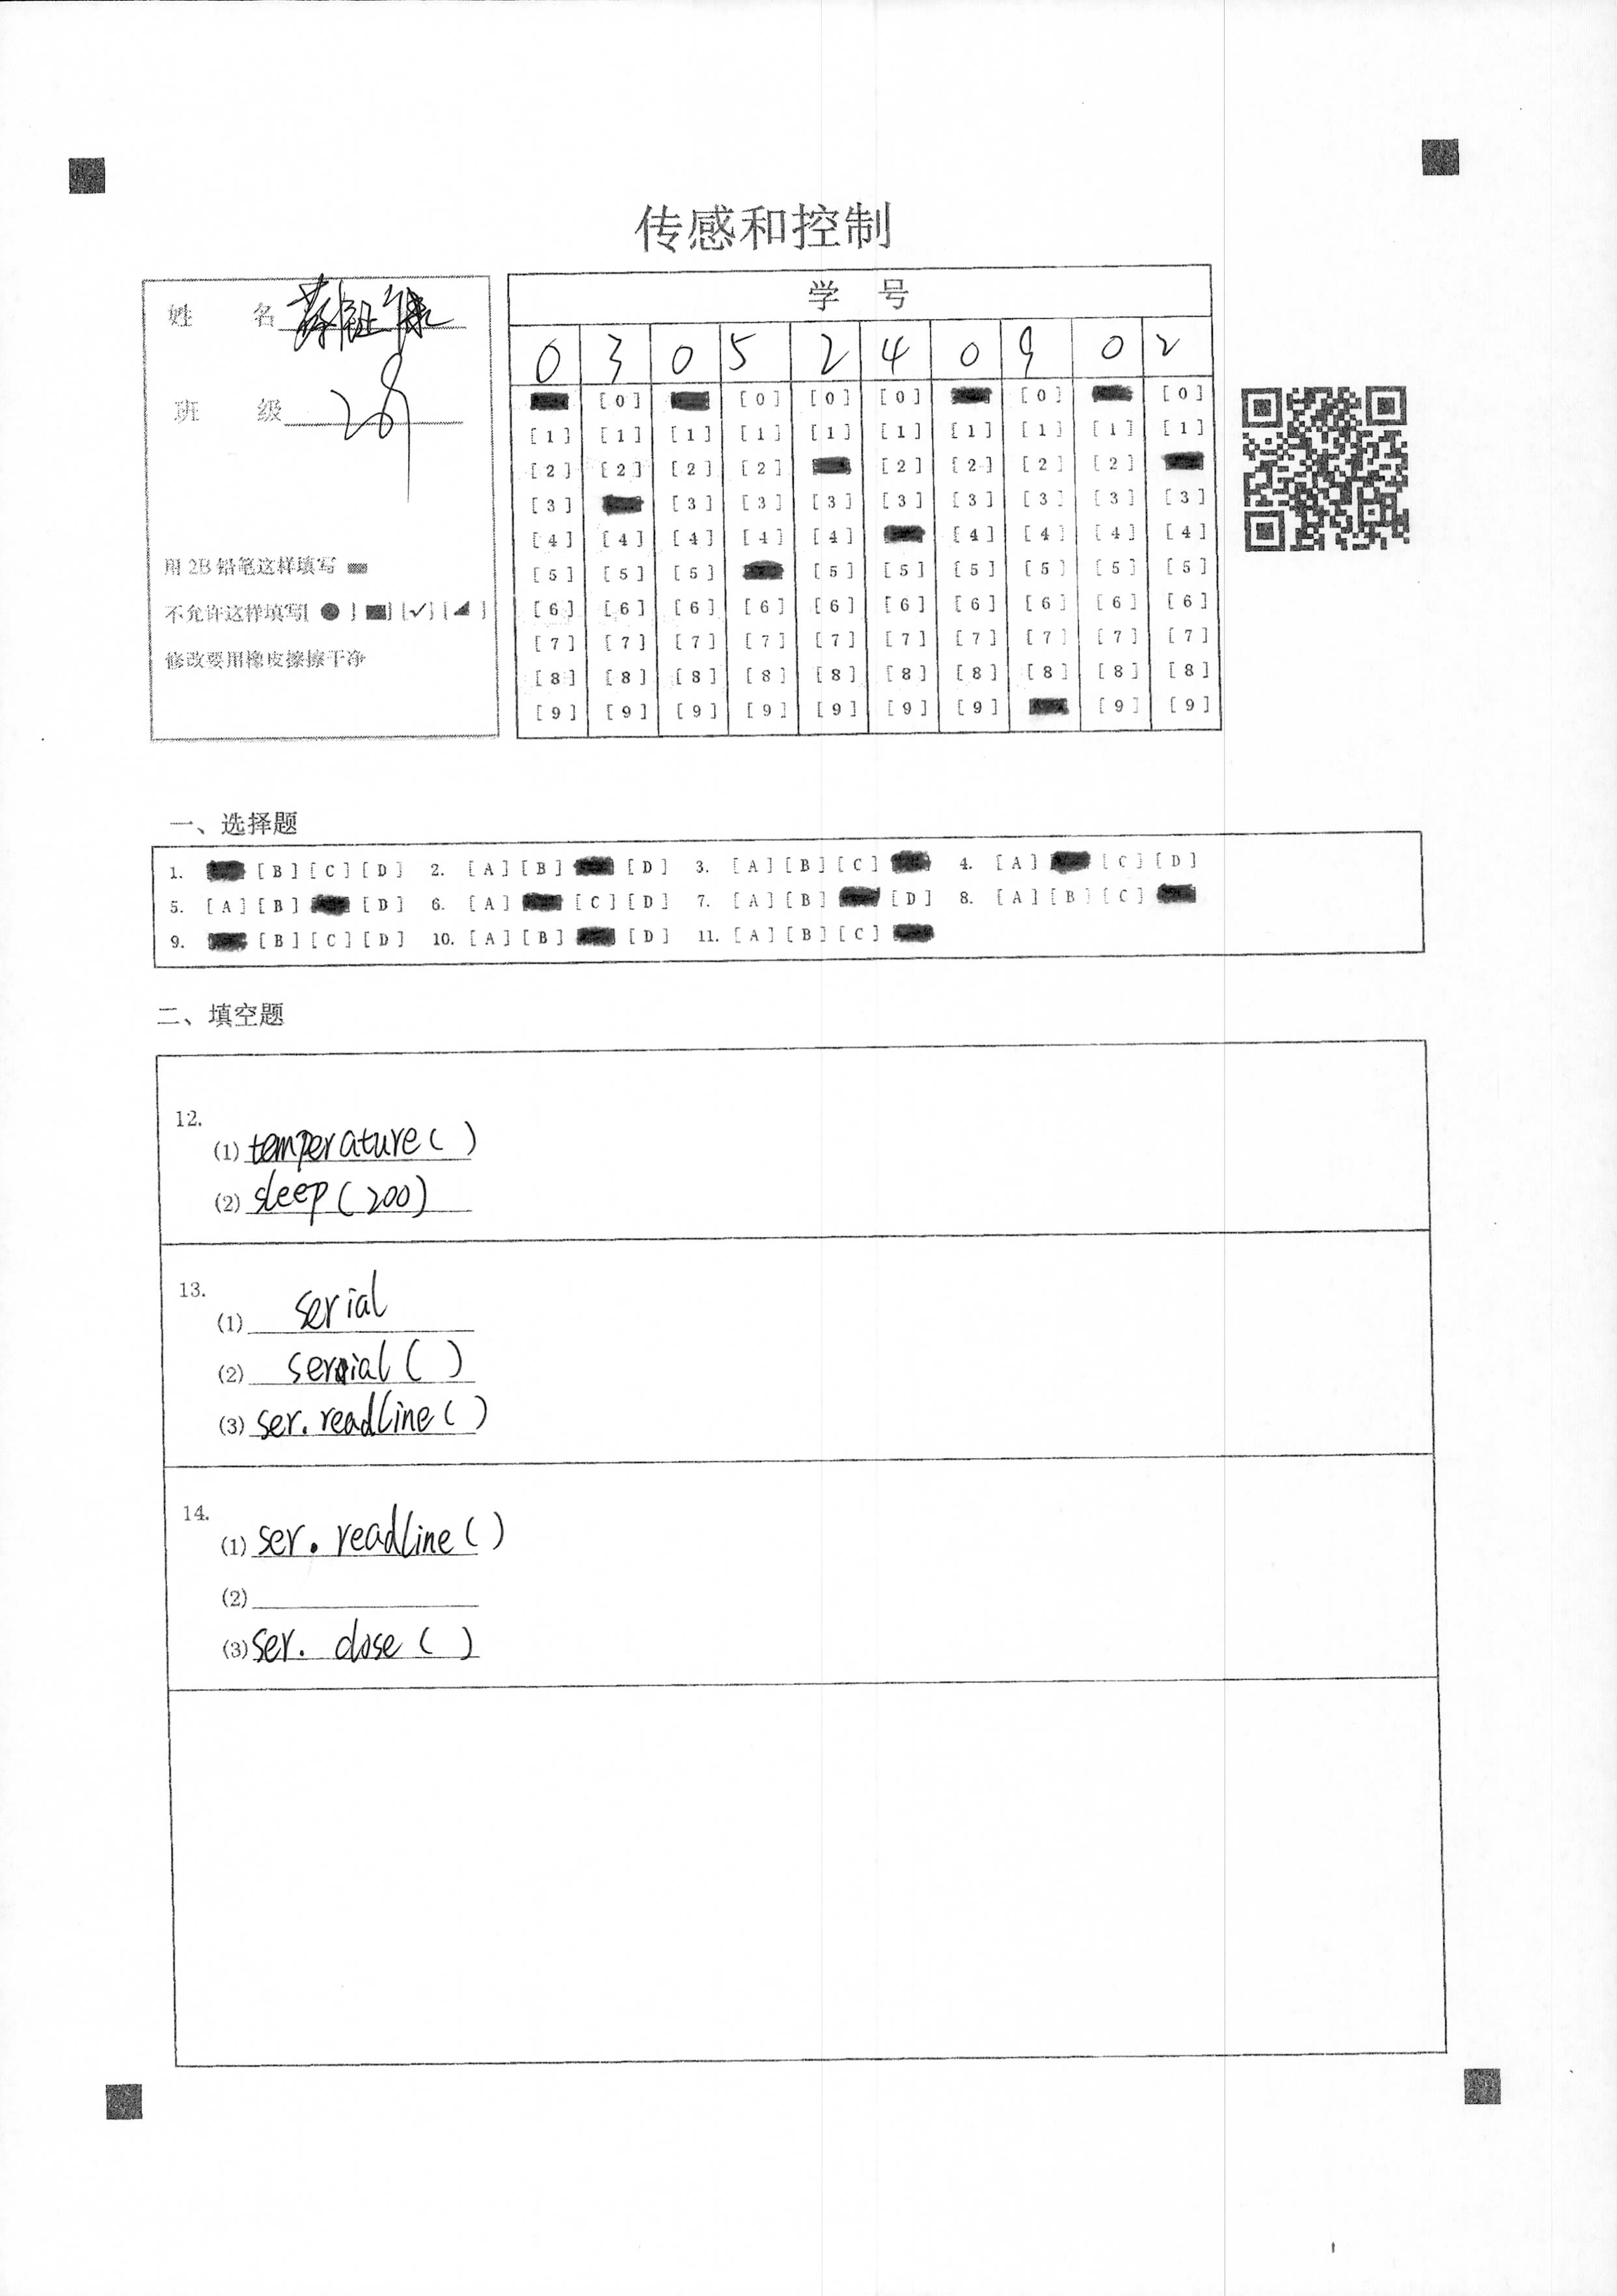 传感和控制
姓 名
班 级 209
用 2B 铅笔这样填写
不允许这样填写[ ● ] [■] [✓] [◢ ]
修改要用橡皮擦擦干净
学 号
0 3 0 5 2 4 0 9 0 2
[0] [0] [0] [0] [0] [0]
[1] [1] [1] [1] [1] [1] [1] [1] [1] [1]
[2] [2] [2] [2] [2] [2] [2] [2]
[3] [3] [3] [3] [3] [3] [3] [3] [3]
[4] [4] [4] [4] [4] [4] [4] [4] [4]
[5] [5] [5] [5] [5] [5] [5] [5] [5]
[6] [6] [6] [6] [6] [6] [6] [6] [6] [6]
[7] [7] [7] [7] [7] [7] [7] [7] [7] [7]
[8] [8] [8] [8] [8] [8] [8] [8] [8] [8]
[9] [9] [9] [9] [9] [9] [9] [9] [9]
一、选择题
1. [B] [C] [D] 2. [A] [B] [D] 3. [A] [B] [C] 4. [A] [C] [D]
5. [A] [B] [D] 6. [A] [C] [D] 7. [A] [B] [D] 8. [A] [B] [C]
9. [B] [C] [D] 10. [A] [B] [D] 11. [A] [B] [C]
二、填空题
12.
(1) temperature( )
(2) sleep(200)
13.
(1) serial
(2) serial( )
(3) ser.readline( )
14.
(1) ser.readline( )
(2)
(3) ser. close( )